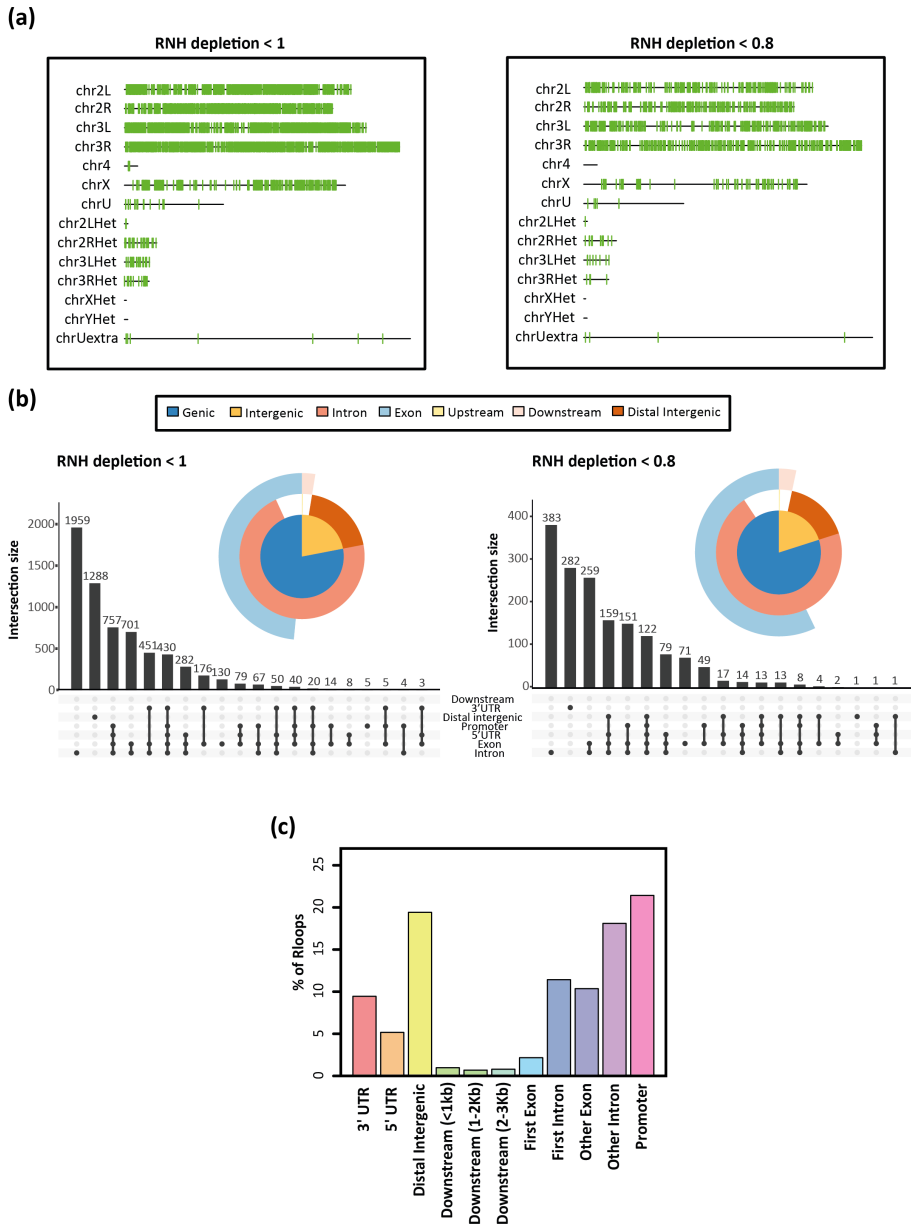 (a)
RNH depletion < 1
chr2L
chr2R
chr3L
chr3R
chr4
chrX
chrU
chr2LHet
chr2RHet
chr3LHet
chr3RHet
chrXHet
chrYHet
chrUextra
RNH depletion < 0.8
chr2L
chr2R
chr3L
chr3R
chr4
chrX
chrU
chr2LHet
chr2RHet
chr3LHet
chr3RHet
chrXHet
chrYHet
chrUextra
(b)
Genic Intergenic Intron Exon Upstream Downstream Distal Intergenic
RNH depletion < 1
Intersection size
2000
1500
1000
500
0
1959 1288 757 701 451 430 282 176 130 79 67 50 40 20 14 8 5 5 4 3
RNH depletion < 0.8
Intersection size
400
300
200
100
0
383 282 259 159 151 122 79 71 49 17 14 13 13 8 4 2 1 1 1
Downstream
3'UTR
Distal intergenic
Promoter
5'UTR
Exon
Intron
(c)
% of Rloops
25
20
15
10
5
0
3' UTR
5' UTR
Distal Intergenic
Downstream (<1kb)
Downstream (1-2Kb)
Downstream (2-3Kb)
First Exon
First Intron
Other Exon
Other Intron
Promoter